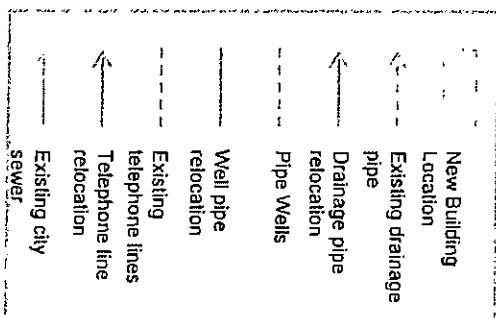 New Building
Location
Existing drainage
pipe
Drainage pipe
relocation
Pipe Wells
Well pipe
relocation
Existing
telephone lines
Telephone line
relocation
Existing city
sewer